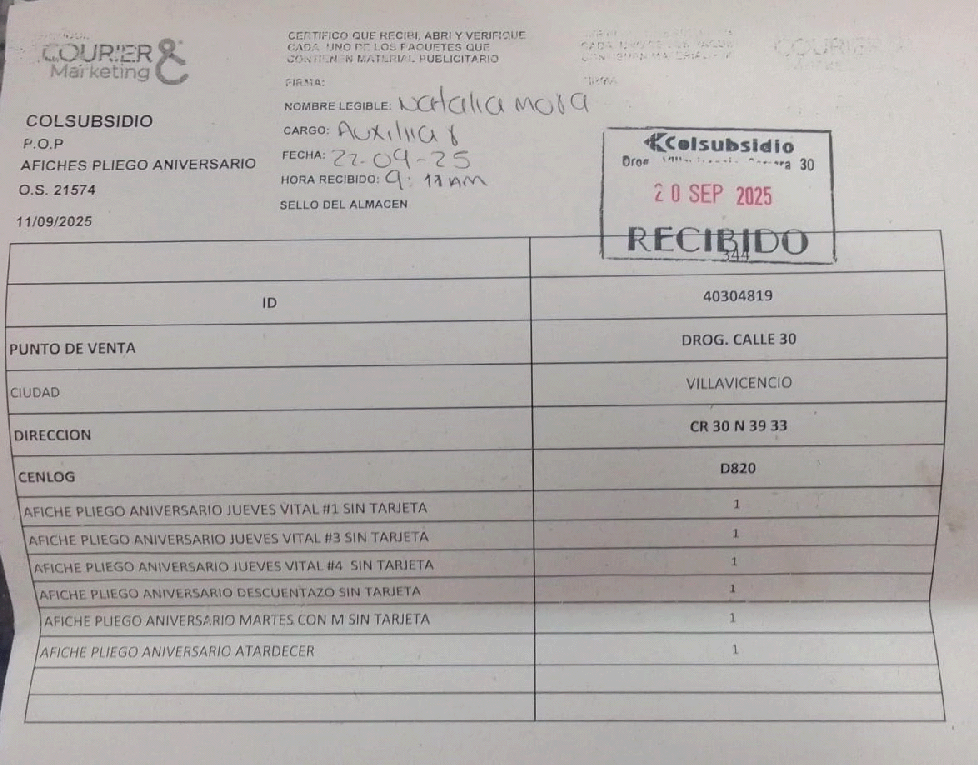 COURIER &
Marketing
CERTIFICO QUE RECIBI, ABRI Y VERIFIQUE
CADA UNO DE LOS PAQUETES QUE
CONTIENEN MATERIAL PUBLICITARIO
FIRMA:
NOMBRE LEGIBLE: Natalia Mora
CARGO: Auxiliar
FECHA: 22-09-25
HORA RECIBIDO: 9:11 am
SELLO DEL ALMACEN
COLSUBSIDIO
P.O.P
AFICHES PLIEGO ANIVERSARIO
O.S. 21574
11/09/2025
Colsubsidio
30
20 SEP 2025
RECIBIDO
344
ID 40304819
PUNTO DE VENTA DROG. CALLE 30
CIUDAD VILLAVICENCIO
DIRECCION CR 30 N 39 33
CENLOG D820
AFICHE PLIEGO ANIVERSARIO JUEVES VITAL #1 SIN TARJETA 1
AFICHE PLIEGO ANIVERSARIO JUEVES VITAL #3 SIN TARJETA 1
AFICHE PLIEGO ANIVERSARIO JUEVES VITAL #4 SIN TARJETA 1
AFICHE PLIEGO ANIVERSARIO DESCUENTAZO SIN TARJETA 1
AFICHE PLIEGO ANIVERSARIO MARTES CON M SIN TARJETA 1
AFICHE PLIEGO ANIVERSARIO ATARDECER 1